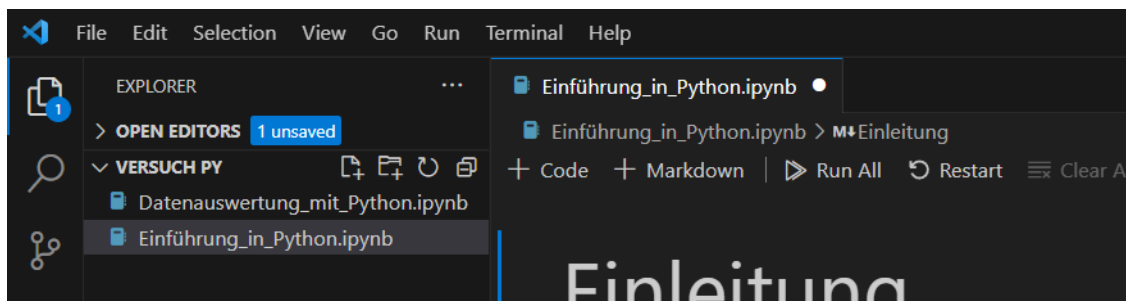 File Edit Selection View Go Run Terminal Help
EXPLORER ...
1
OPEN EDITORS 1 unsaved
VERSUCH PY
Datenauswertung_mit_Python.ipynb
Einführung_in_Python.ipynb
Einführung_in_Python.ipynb
Einführung_in_Python.ipynb > M↓Einleitung
+ Code + Markdown | Run All Restart Clear A
Einleitung